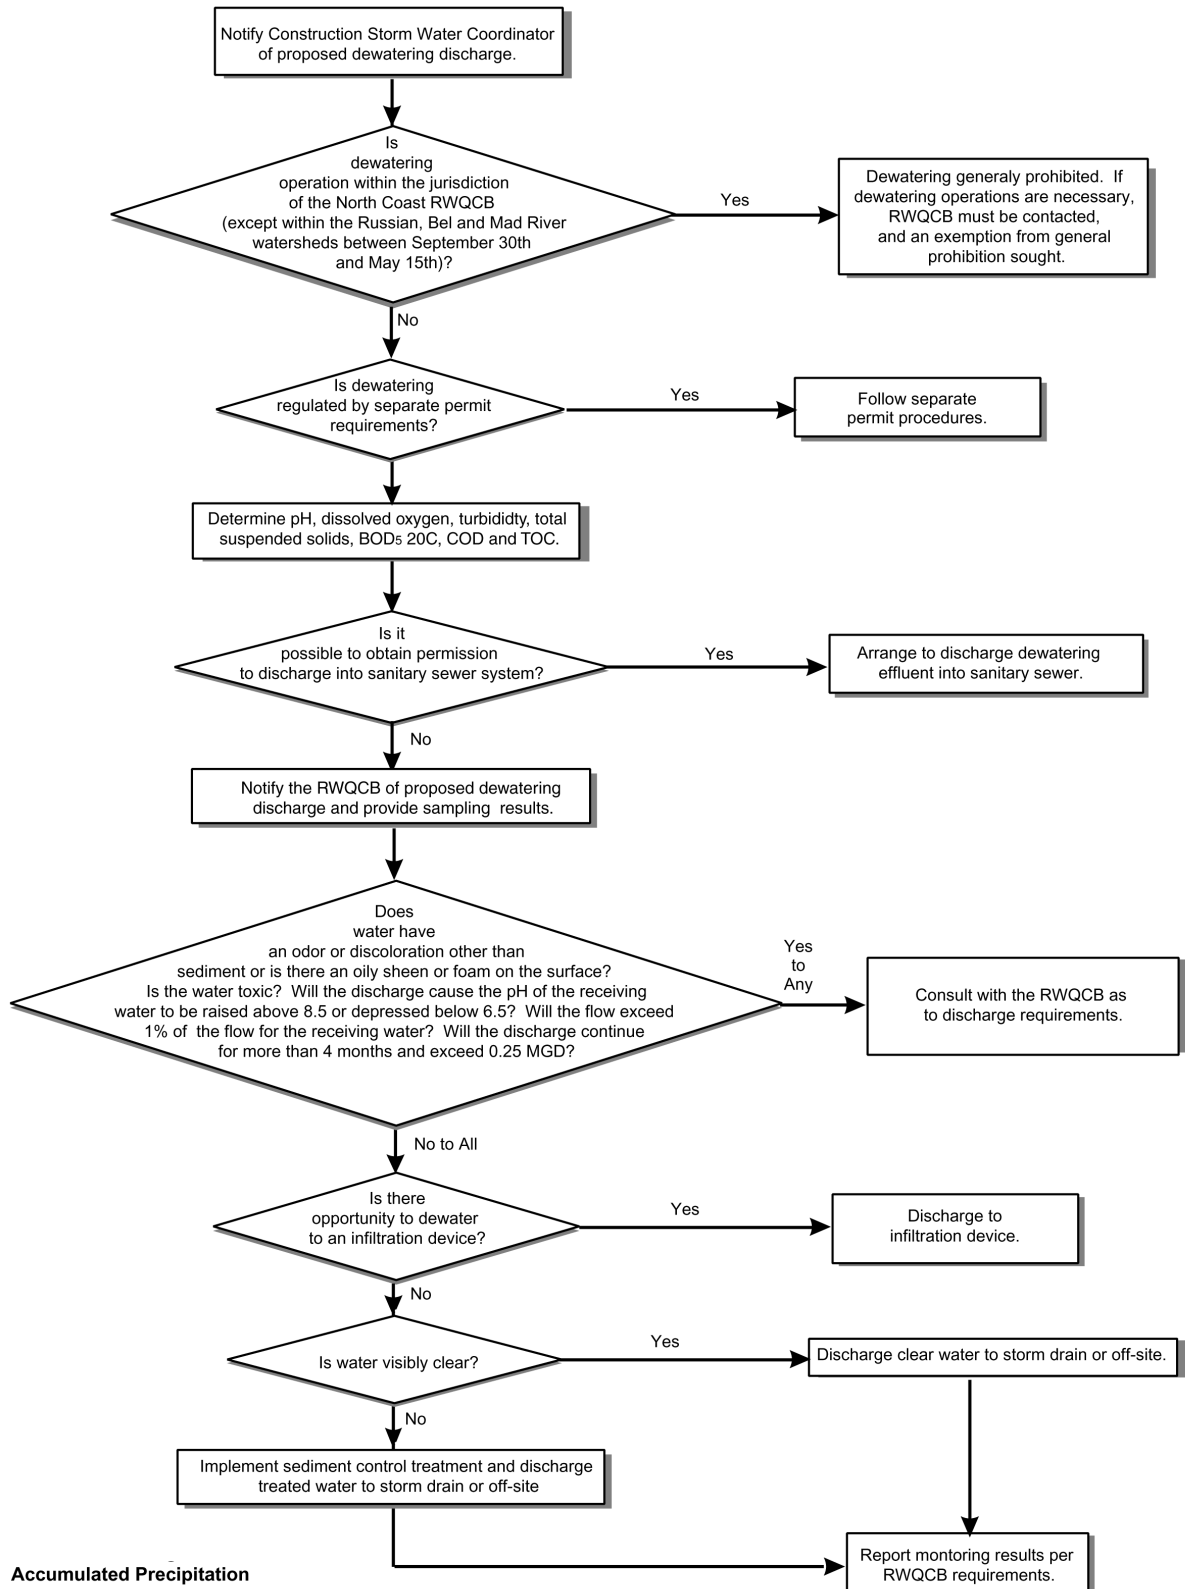 Notify Construction Storm Water Coordinator
of proposed dewatering discharge.
Is
dewatering
operation within the jurisdiction
of the North Coast RWQCB
(except within the Russian, Bel and Mad River
watersheds between September 30th
and May 15th)?
Yes
Dewatering generaly prohibited. If
dewatering operations are necessary,
RWQCB must be contacted,
and an exemption from general
prohibition sought.
No
Is dewatering
regulated by separate permit
requirements?
Yes
Follow separate
permit procedures.
Determine pH, dissolved oxygen, turbididty, total
suspended solids, BOD5 20C, COD and TOC.
Is it
possible to obtain permission
to discharge into sanitary sewer system?
Yes
Arrange to discharge dewatering
effluent into sanitary sewer.
No
Notify the RWQCB of proposed dewatering
discharge and provide sampling results.
Does
water have
an odor or discoloration other than
sediment or is there an oily sheen or foam on the surface?
Is the water toxic? Will the discharge cause the pH of the receiving
water to be raised above 8.5 or depressed below 6.5? Will the flow exceed
1% of the flow for the receiving water? Will the discharge continue
for more than 4 months and exceed 0.25 MGD?
Yes
to
Any
Consult with the RWQCB as
to discharge requirements.
No to All
Is there
opportunity to dewater
to an infiltration device?
Yes
Discharge to
infiltration device.
No
Is water visibly clear?
Yes
Discharge clear water to storm drain or off-site.
No
Implement sediment control treatment and discharge
treated water to storm drain or off-site
Report montoring results per
RWQCB requirements.
Accumulated Precipitation